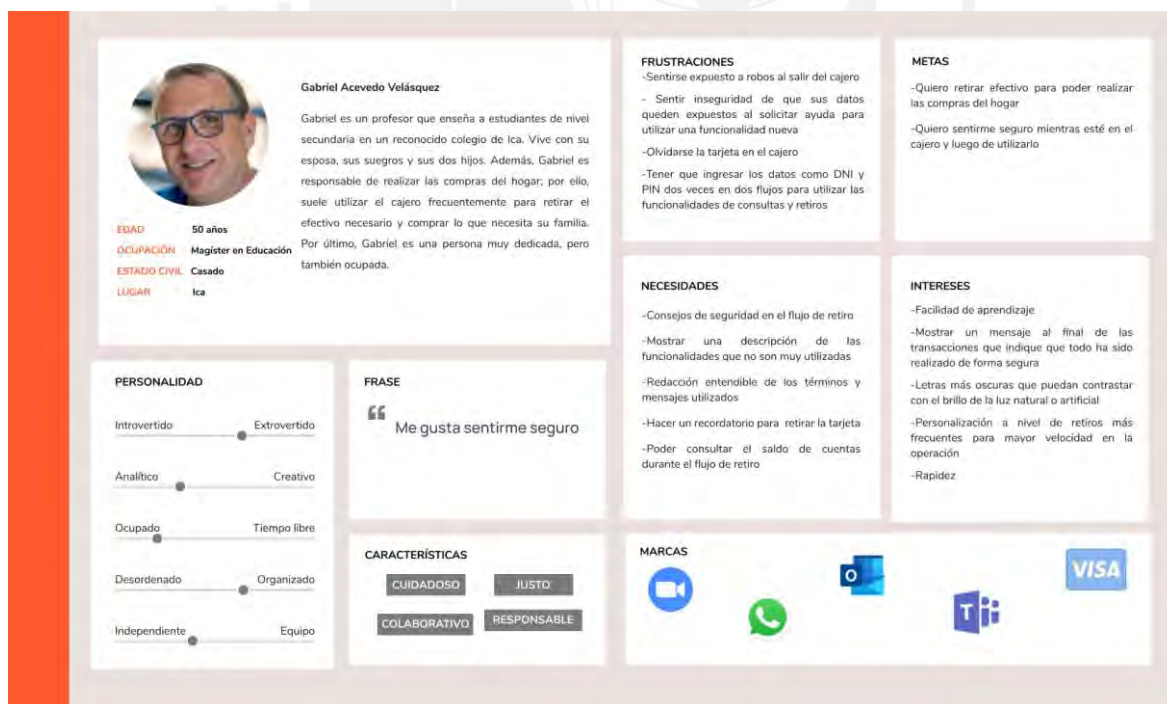 Gabriel Acevedo Velásquez
Gabriel es un profesor que enseña a estudiantes de nivel
secundaria en un reconocido colegio de Ica. Vive con su
esposa, sus suegros y sus dos hijos. Además, Gabriel es
responsable de realizar las compras del hogar; por ello,
suele utilizar el cajero frecuentemente para retirar el
efectivo necesario y comprar lo que necesita su familia.
Por último, Gabriel es una persona muy dedicada, pero
también ocupada.
EDAD 50 años
OCUPACIÓN Magíster en Educación
ESTADO CIVIL Casado
LUGAR Ica
FRUSTRACIONES
-Sentirse expuesto a robos al salir del cajero
- Sentir inseguridad de que sus datos
queden expuestos al solicitar ayuda para
utilizar una funcionalidad nueva
-Olvidarse la tarjeta en el cajero
-Tener que ingresar los datos como DNI y
PIN dos veces en dos flujos para utilizar las
funcionalidades de consultas y retiros
METAS
-Quiero retirar efectivo para poder realizar
las compras del hogar
-Quiero sentirme seguro mientras esté en el
cajero y luego de utilizarlo
NECESIDADES
-Consejos de seguridad en el flujo de retiro
-Mostrar una descripción de las
funcionalidades que no son muy utilizadas
-Redacción entendible de los términos y
mensajes utilizados
-Hacer un recordatorio para retirar la tarjeta
-Poder consultar el saldo de cuentas
durante el flujo de retiro
INTERESES
-Facilidad de aprendizaje
-Mostrar un mensaje al final de las
transacciones que indique que todo ha sido
realizado de forma segura
-Letras más oscuras que puedan contrastar
con el brillo de la luz natural o artificial
-Personalización a nivel de retiros más
frecuentes para mayor velocidad en la
operación
-Rapidez
PERSONALIDAD
Introvertido Extrovertido
Analítico Creativo
Ocupado Tiempo libre
Desordenado Organizado
Independiente Equipo
FRASE
“ Me gusta sentirme seguro
CARACTERÍSTICAS
CUIDADOSO JUSTO
COLABORATIVO RESPONSABLE
MARCAS
O
T
VISA